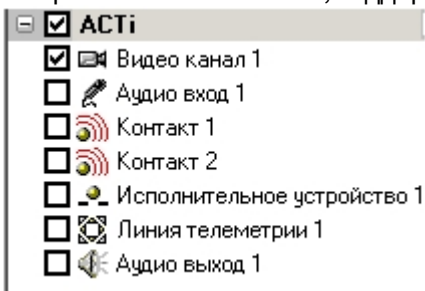 ACTi
Видео канал 1
Аудио вход 1
Контакт 1
Контакт 2
Исполнительное устройство 1
Линия телеметрии 1
Аудио выход 1